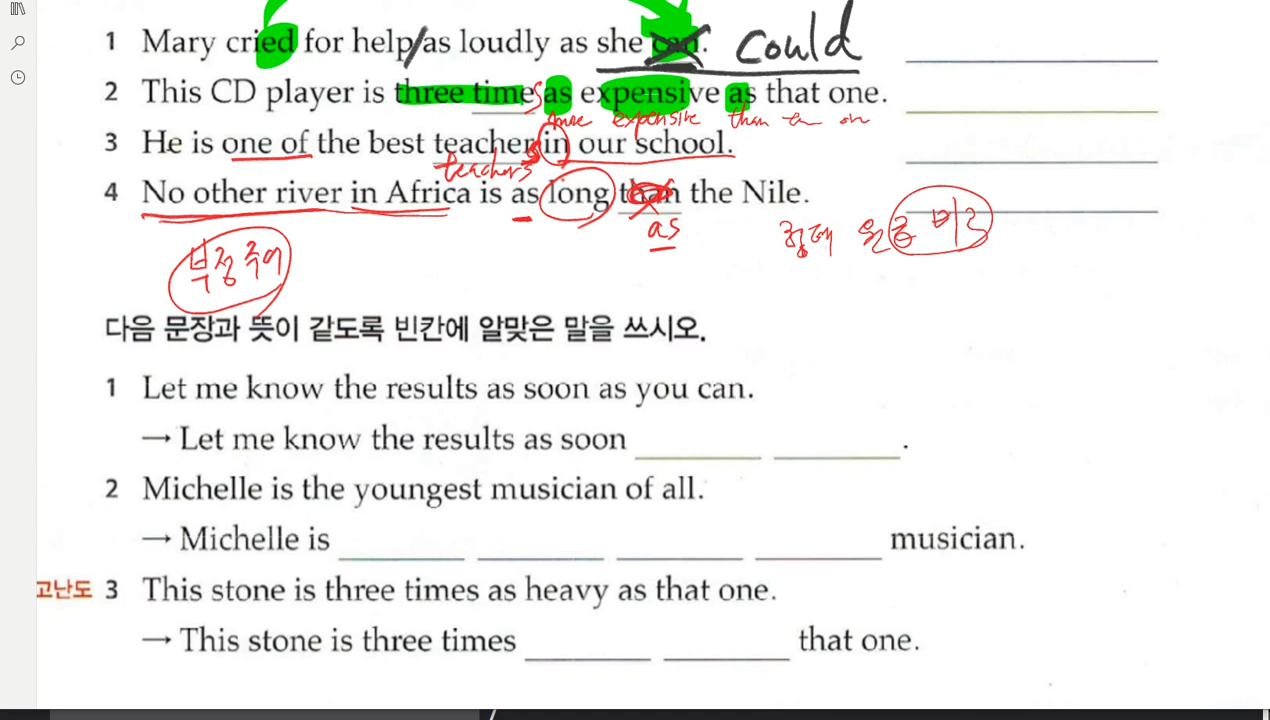 1 Mary cried for help/as loudly as she can. could
2 This CD player is three times as expensive as that one.
more expensive than
3 He is one of the best teachers in our school.
teachers
4 No other river in Africa is as long than the Nile.
as
부정주어
형태 원급 비교
다음 문장과 뜻이 같도록 빈칸에 알맞은 말을 쓰시오.
1 Let me know the results as soon as you can.
→ Let me know the results as soon ________ ________.
2 Michelle is the youngest musician of all.
→ Michelle is ________ ________ ________ ________ musician.
고난도 3 This stone is three times as heavy as that one.
→ This stone is three times ________ ________ that one.